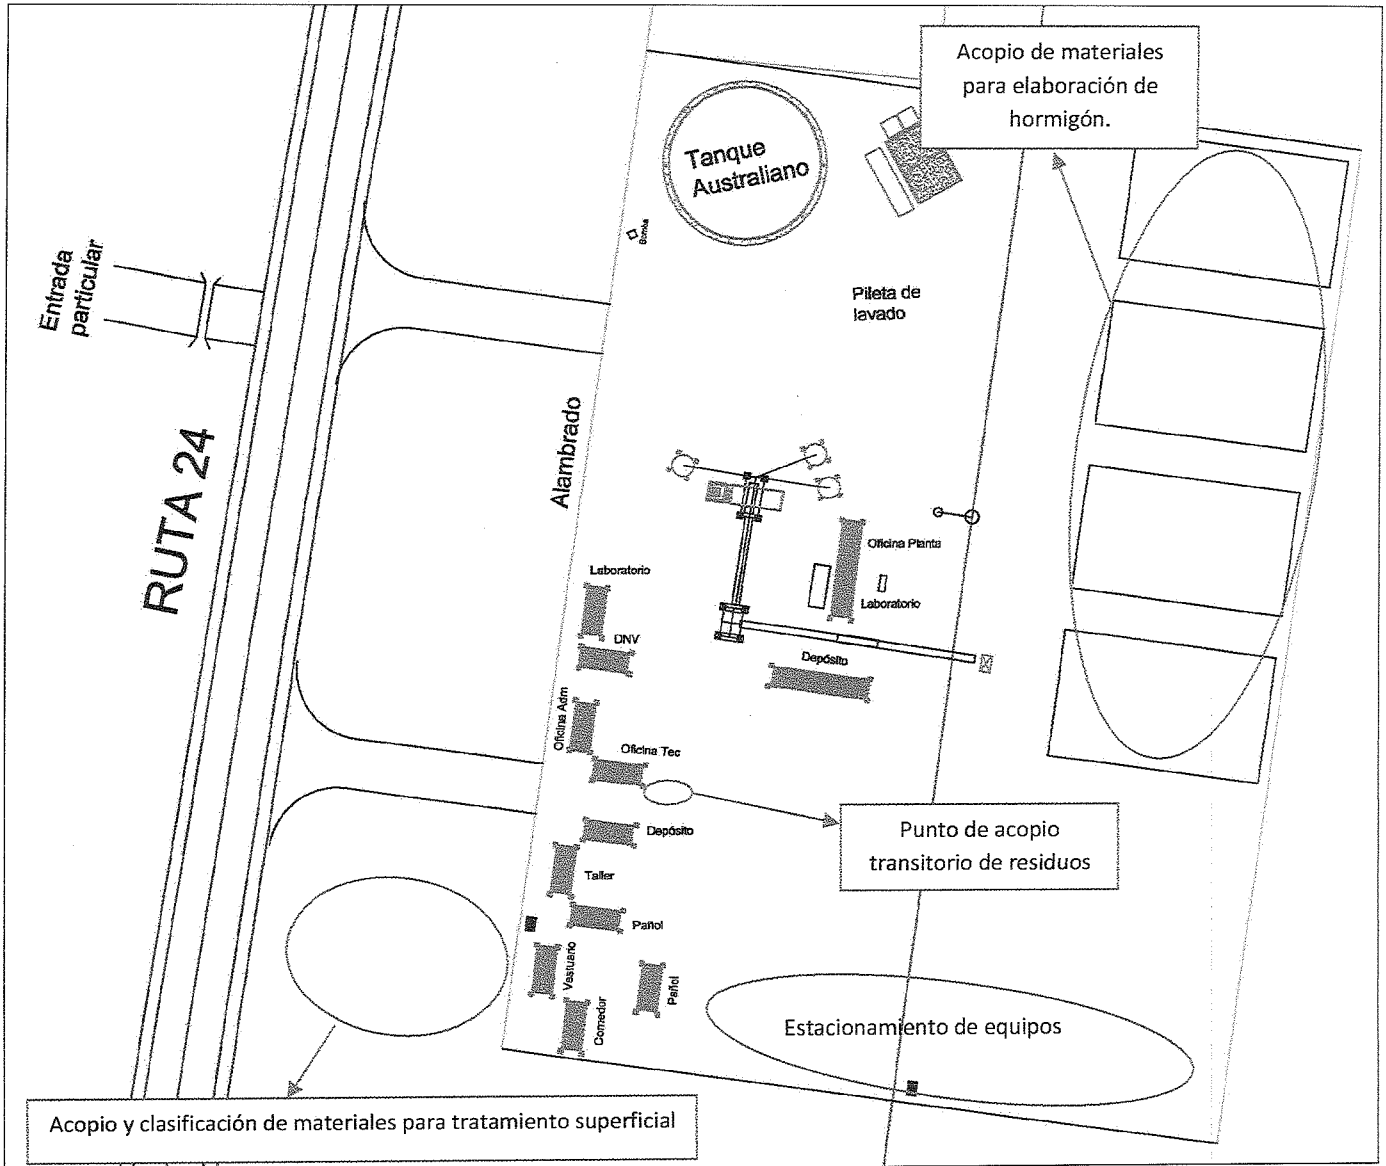 Acopio de materiales
para elaboración de
hormigón.
Tanque
Australiano
Bomba
Entrada
particular
Pileta de
lavado
Alambrado
RUTA 24
Oficina Planta
Laboratorio
Laboratorio
DNV
Depósito
Oficina Adm
Oficina Tec
Punto de acopio
transitorio de residuos
Depósito
Taller
Pañol
Vestuario
Pañol
Comedor
Estacionamiento de equipos
Acopio y clasificación de materiales para tratamiento superficial